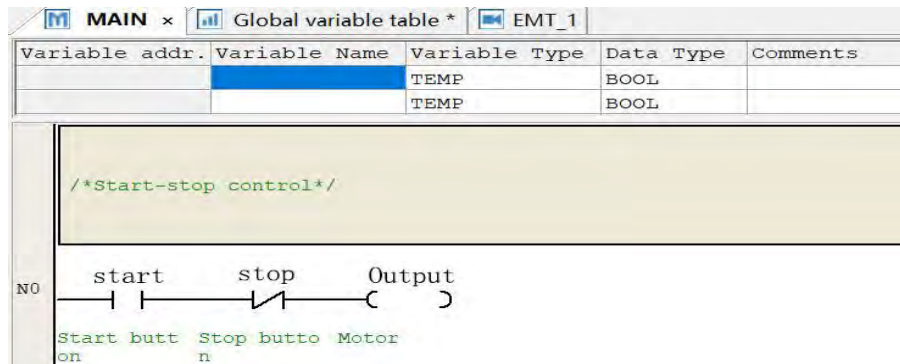 MAIN × Global variable table * EMT_1
Variable addr. Variable Name Variable Type Data Type Comments
TEMP BOOL
TEMP BOOL
/*Start-stop control*/
start stop Output
N0
Start butt Stop butto Motor
on n